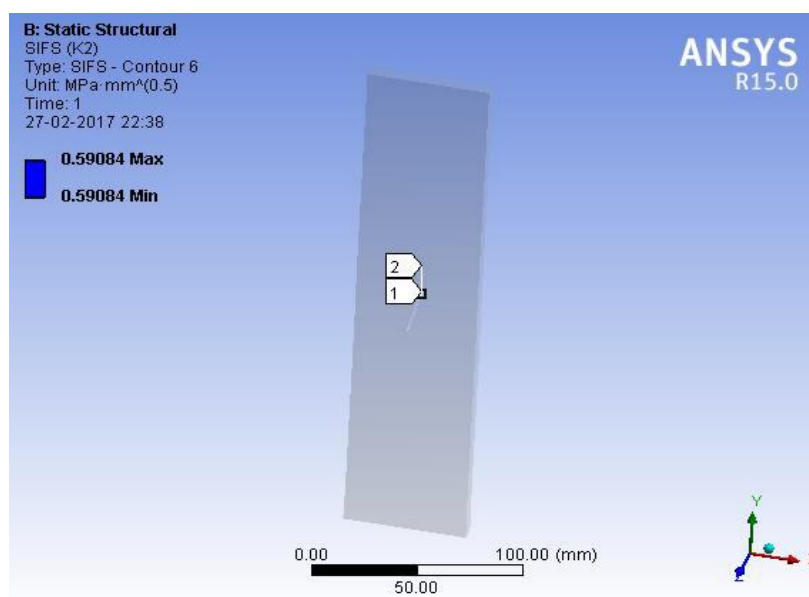 B: Static Structural
SIFS (K2)
Type: SIFS - Contour 6
Unit: MPa·mm^(0.5)
Time: 1
27-02-2017 22:38
0.59084 Max
0.59084 Min
ANSYS
R15.0
2
1
0.00
100.00 (mm)
50.00
Y
Z